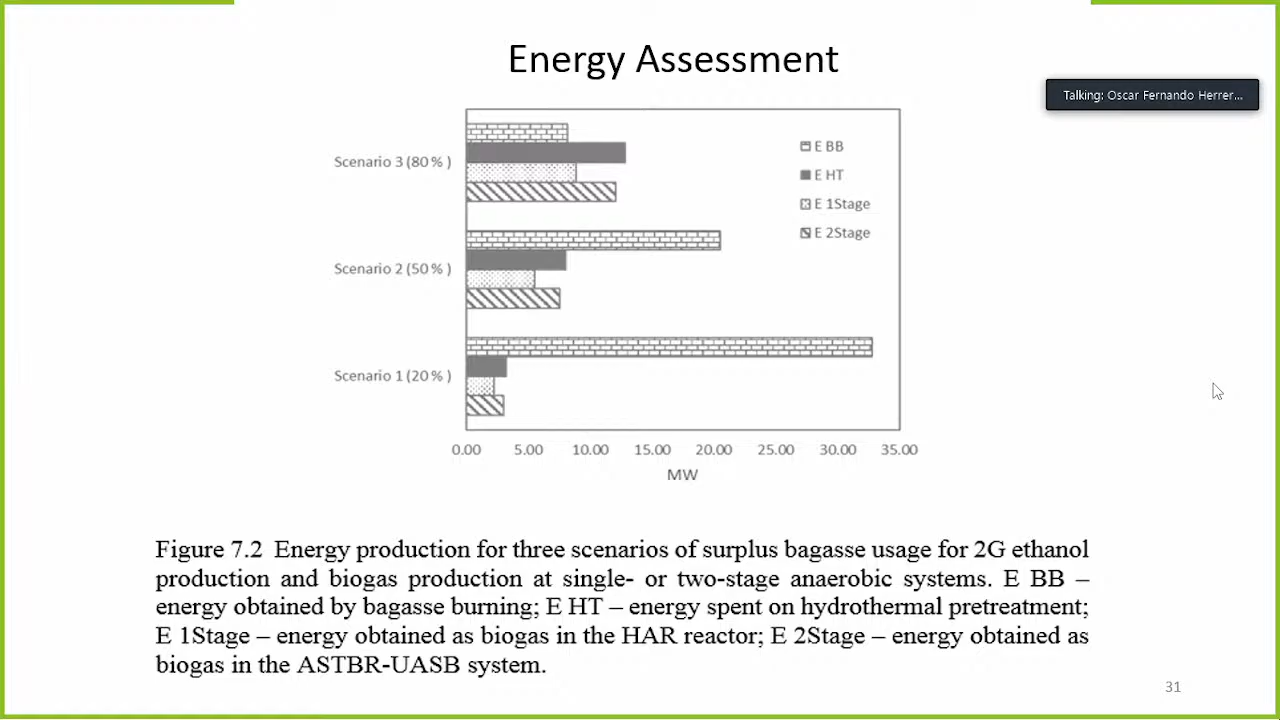 Energy Assessment
Talking: Oscar Fernando Herrer...
Scenario 3 (80%)
Scenario 2 (50%)
Scenario 1 (20%)
E BB
E HT
E 1Stage
E 2Stage
0.00 5.00 10.00 15.00 20.00 25.00 30.00 35.00
MW
Figure 7.2 Energy production for three scenarios of surplus bagasse usage for 2G ethanol
production and biogas production at single- or two-stage anaerobic systems. E BB –
energy obtained by bagasse burning; E HT – energy spent on hydrothermal pretreatment;
E 1Stage – energy obtained as biogas in the HAR reactor; E 2Stage – energy obtained as
biogas in the ASTBR-UASB system.
31